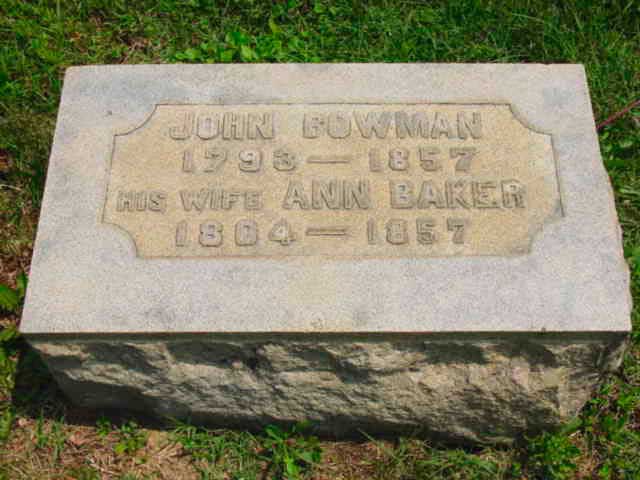 JOHN BOWMAN
1793 — 1857
HIS WIFE ANN BAKER
1804 — 1857